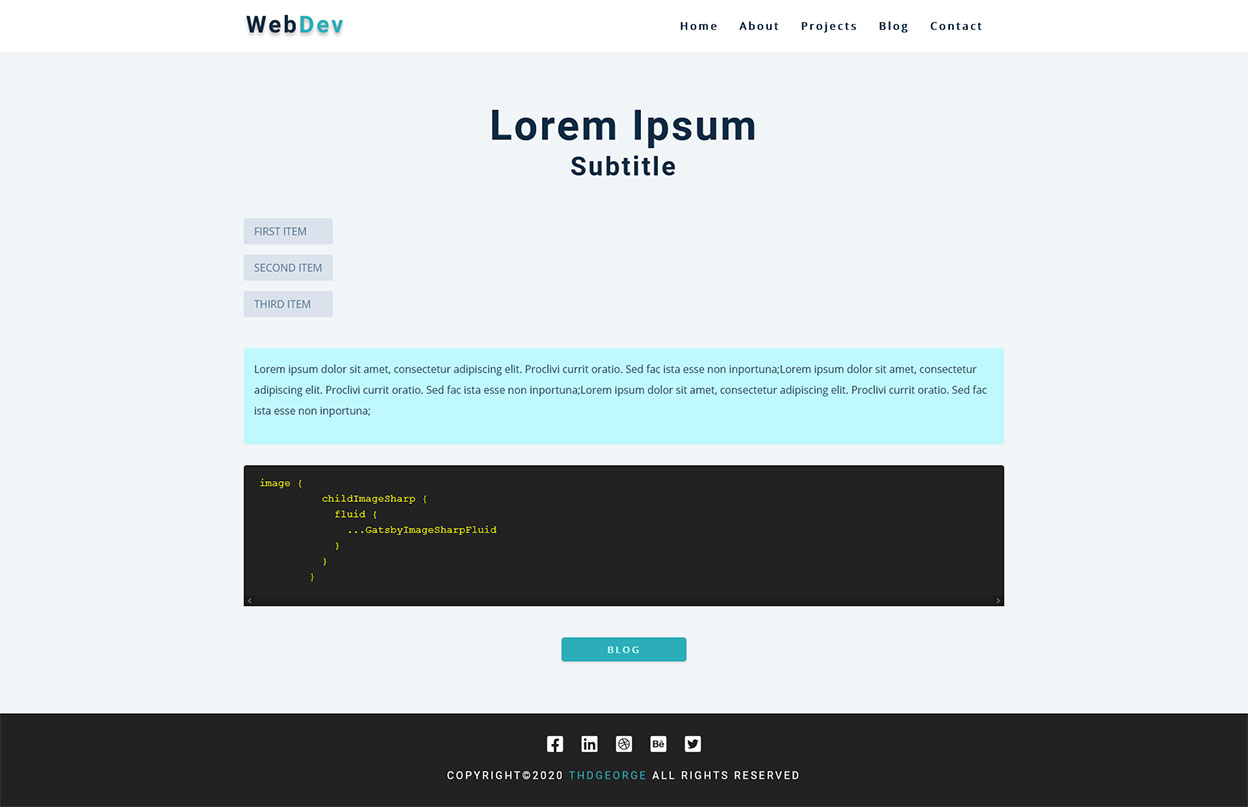 WebDev
Home About Projects Blog Contact
Lorem Ipsum
Subtitle
FIRST ITEM
SECOND ITEM
THIRD ITEM
Lorem ipsum dolor sit amet, consectetur adipiscing elit. Proclivi currit oratio. Sed fac ista esse non inportuna;Lorem ipsum dolor sit amet, consectetur
adipiscing elit. Proclivi currit oratio. Sed fac ista esse non inportuna;Lorem ipsum dolor sit amet, consectetur adipiscing elit. Proclivi currit oratio. Sed fac
ista esse non inportuna;
image {
childImageSharp {
fluid {
...GatsbyImageSharpFluid
}
}
}
BLOG
COPYRIGHT©2020 THDGEORGE ALL RIGHTS RESERVED